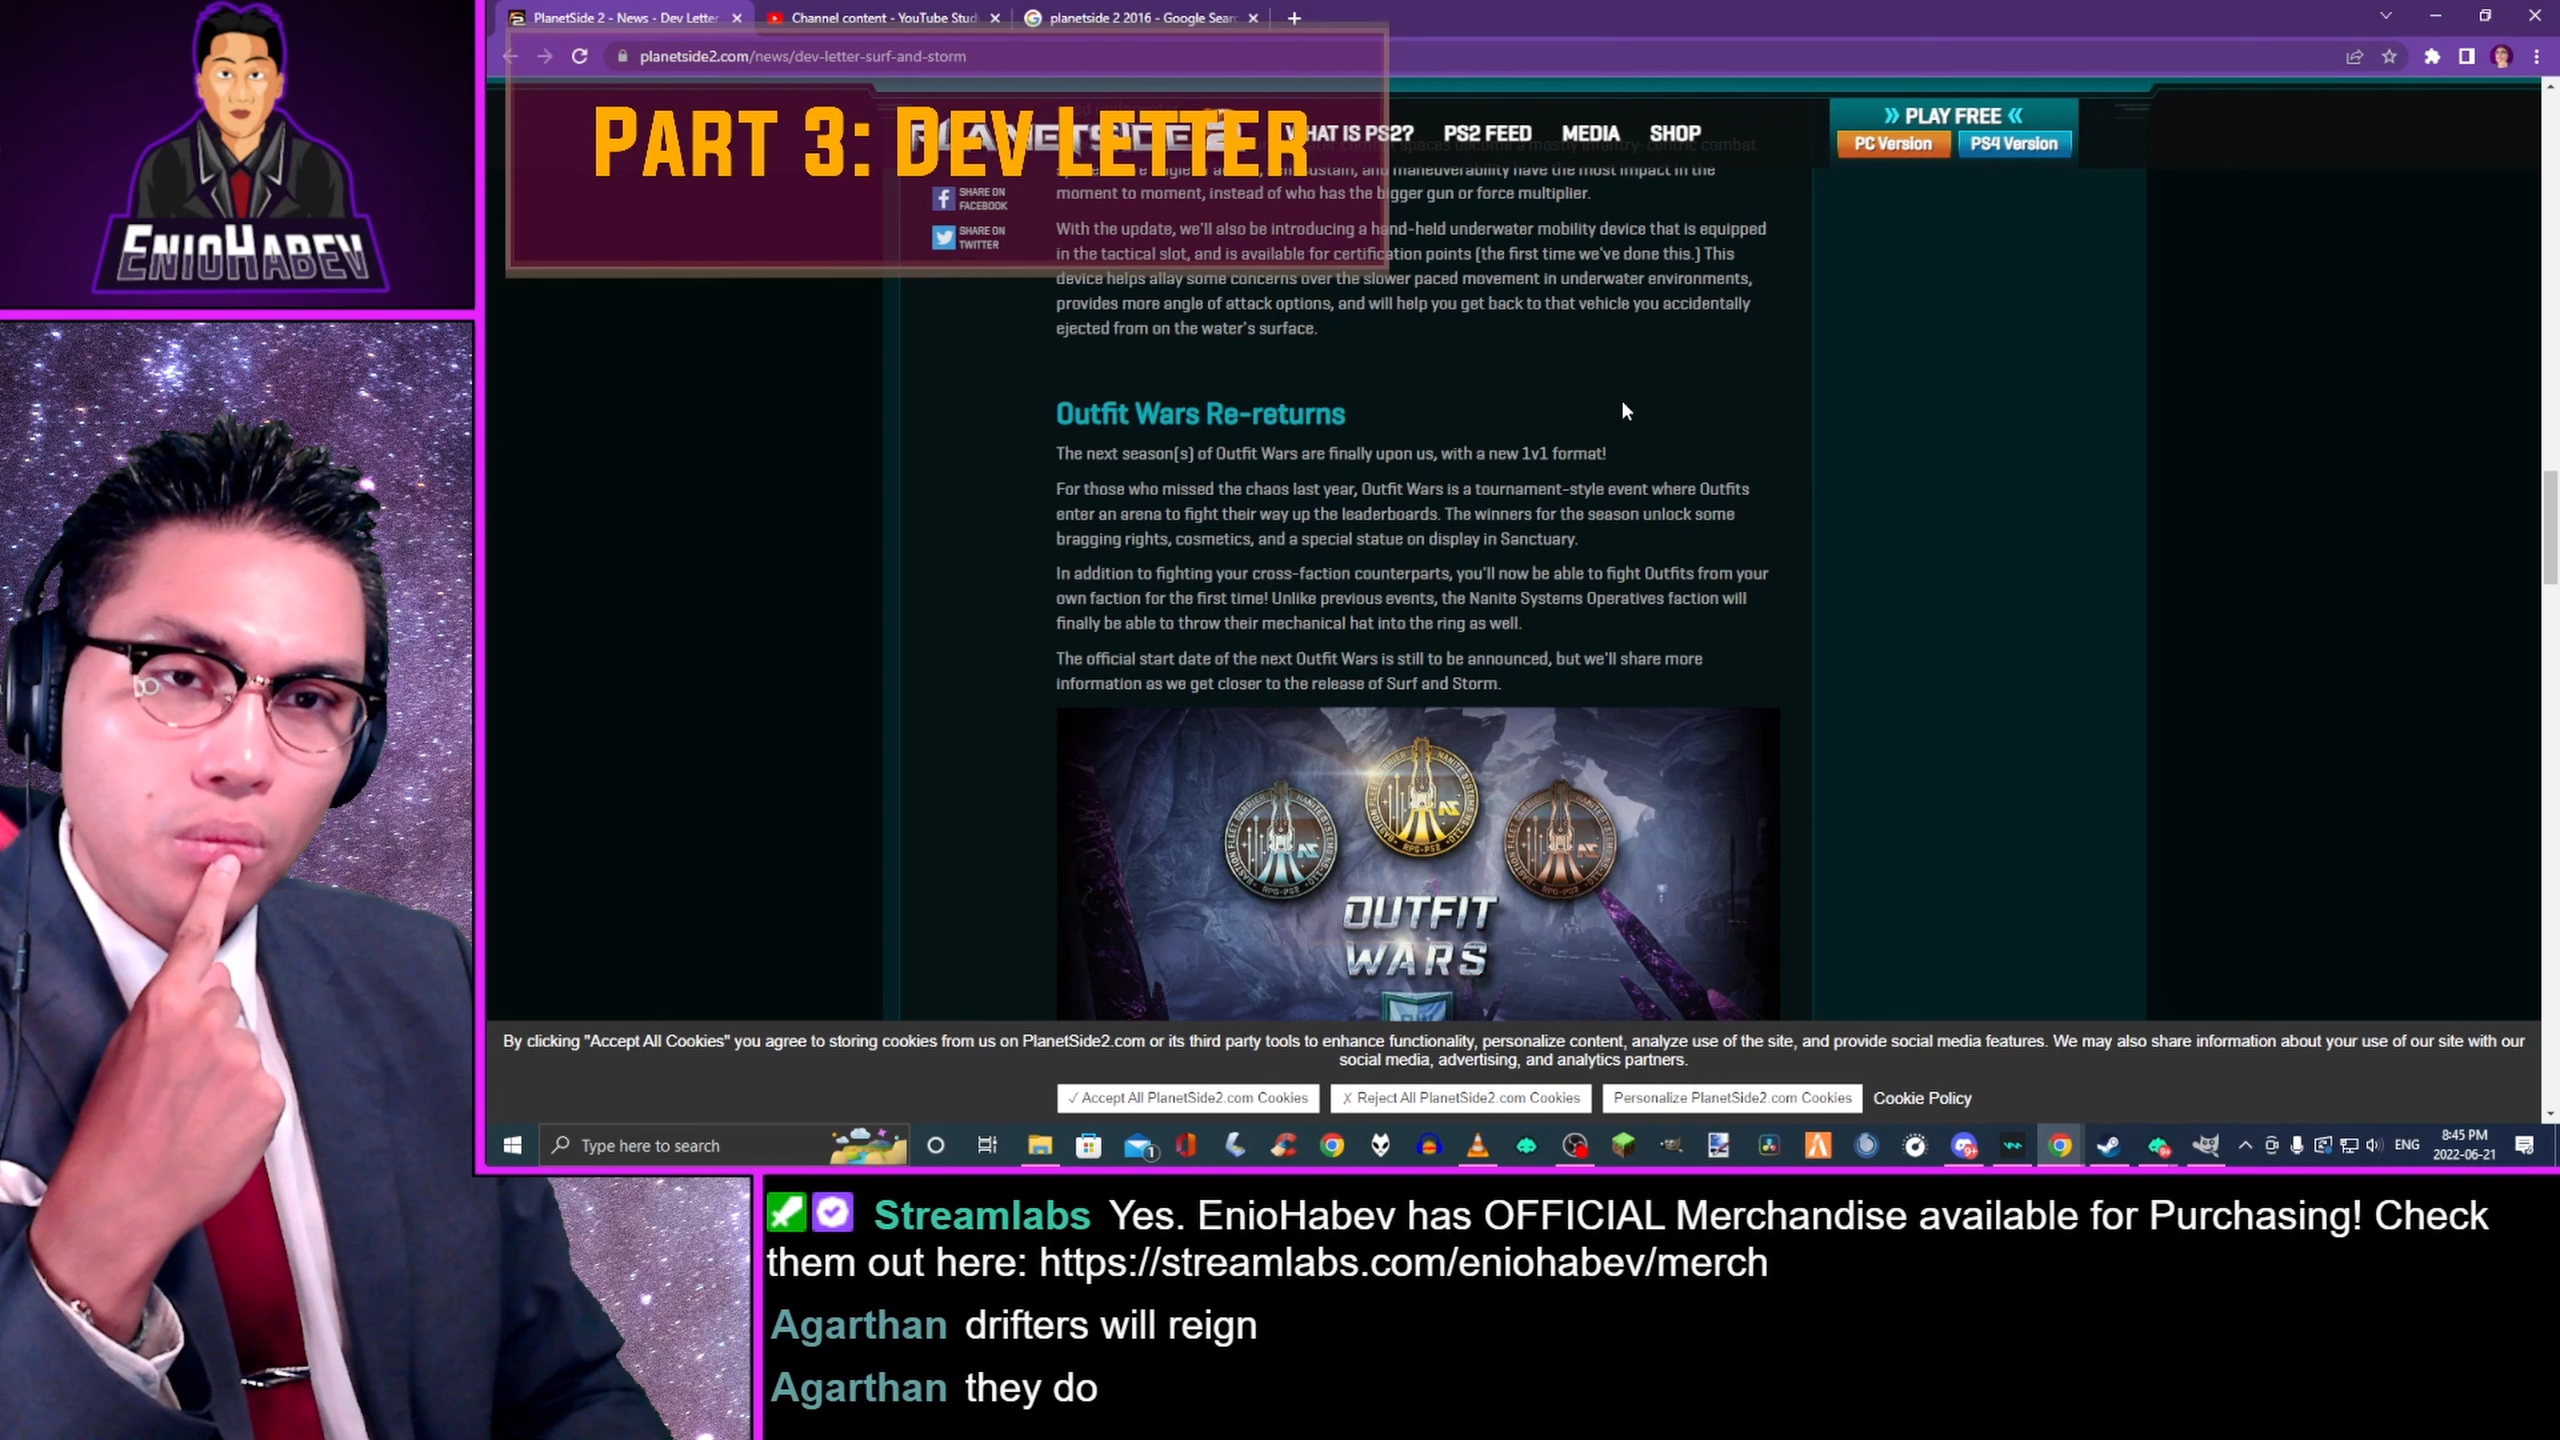 PlanetSide 2 - News - Dev Letter
Channel content - YouTube Stud
planetside 2 2016 - Google Sear
planetside2.com/news/dev-letter-surf-and-storm
PART 3: DEV LETTER
WHAT IS PS2?
PS2 FEED
MEDIA
SHOP
PLAY FREE
PC Version
PS4 Version
SHARE ON
FACEBOOK
SHARE ON
TWITTER
maneuverability have the most impact in the
moment to moment, instead of who has the bigger gun or force multiplier.
With the update, we'll also be introducing a hand-held underwater mobility device that is equipped
in the tactical slot, and is available for certification points (the first time we've done this.) This
device helps allay some concerns over the slower paced movement in underwater environments,
provides more angle of attack options, and will help you get back to that vehicle you accidentally
ejected from on the water's surface.
Outfit Wars Re-returns
The next season(s) of Outfit Wars are finally upon us, with a new 1v1 format!
For those who missed the chaos last year, Outfit Wars is a tournament-style event where Outfits
enter an arena to fight their way up the leaderboards. The winners for the season unlock some
bragging rights, cosmetics, and a special statue on display in Sanctuary.
In addition to fighting your cross-faction counterparts, you'll now be able to fight Outfits from your
own faction for the first time! Unlike previous events, the Nanite Systems Operatives faction will
finally be able to throw their mechanical hat into the ring as well.
The official start date of the next Outfit Wars is still to be announced, but we'll share more
information as we get closer to the release of Surf and Storm.
OUTFIT
WARS
By clicking "Accept All Cookies" you agree to storing cookies from us on PlanetSide2.com or its third party tools to enhance functionality, personalize content, analyze use of the site, and provide social media features. We may also share information about your use of our site with our
social media, advertising, and analytics partners.
✓ Accept All PlanetSide2.com Cookies
X Reject All PlanetSide2.com Cookies
Personalize PlanetSide2.com Cookies
Cookie Policy
Type here to search
ENG
8:45 PM
2022-06-21
ENIOHABEV
Streamlabs Yes. EnioHabev has OFFICIAL Merchandise available for Purchasing! Check
them out here: https://streamlabs.com/eniohabev/merch
Agarthan drifters will reign
Agarthan they do